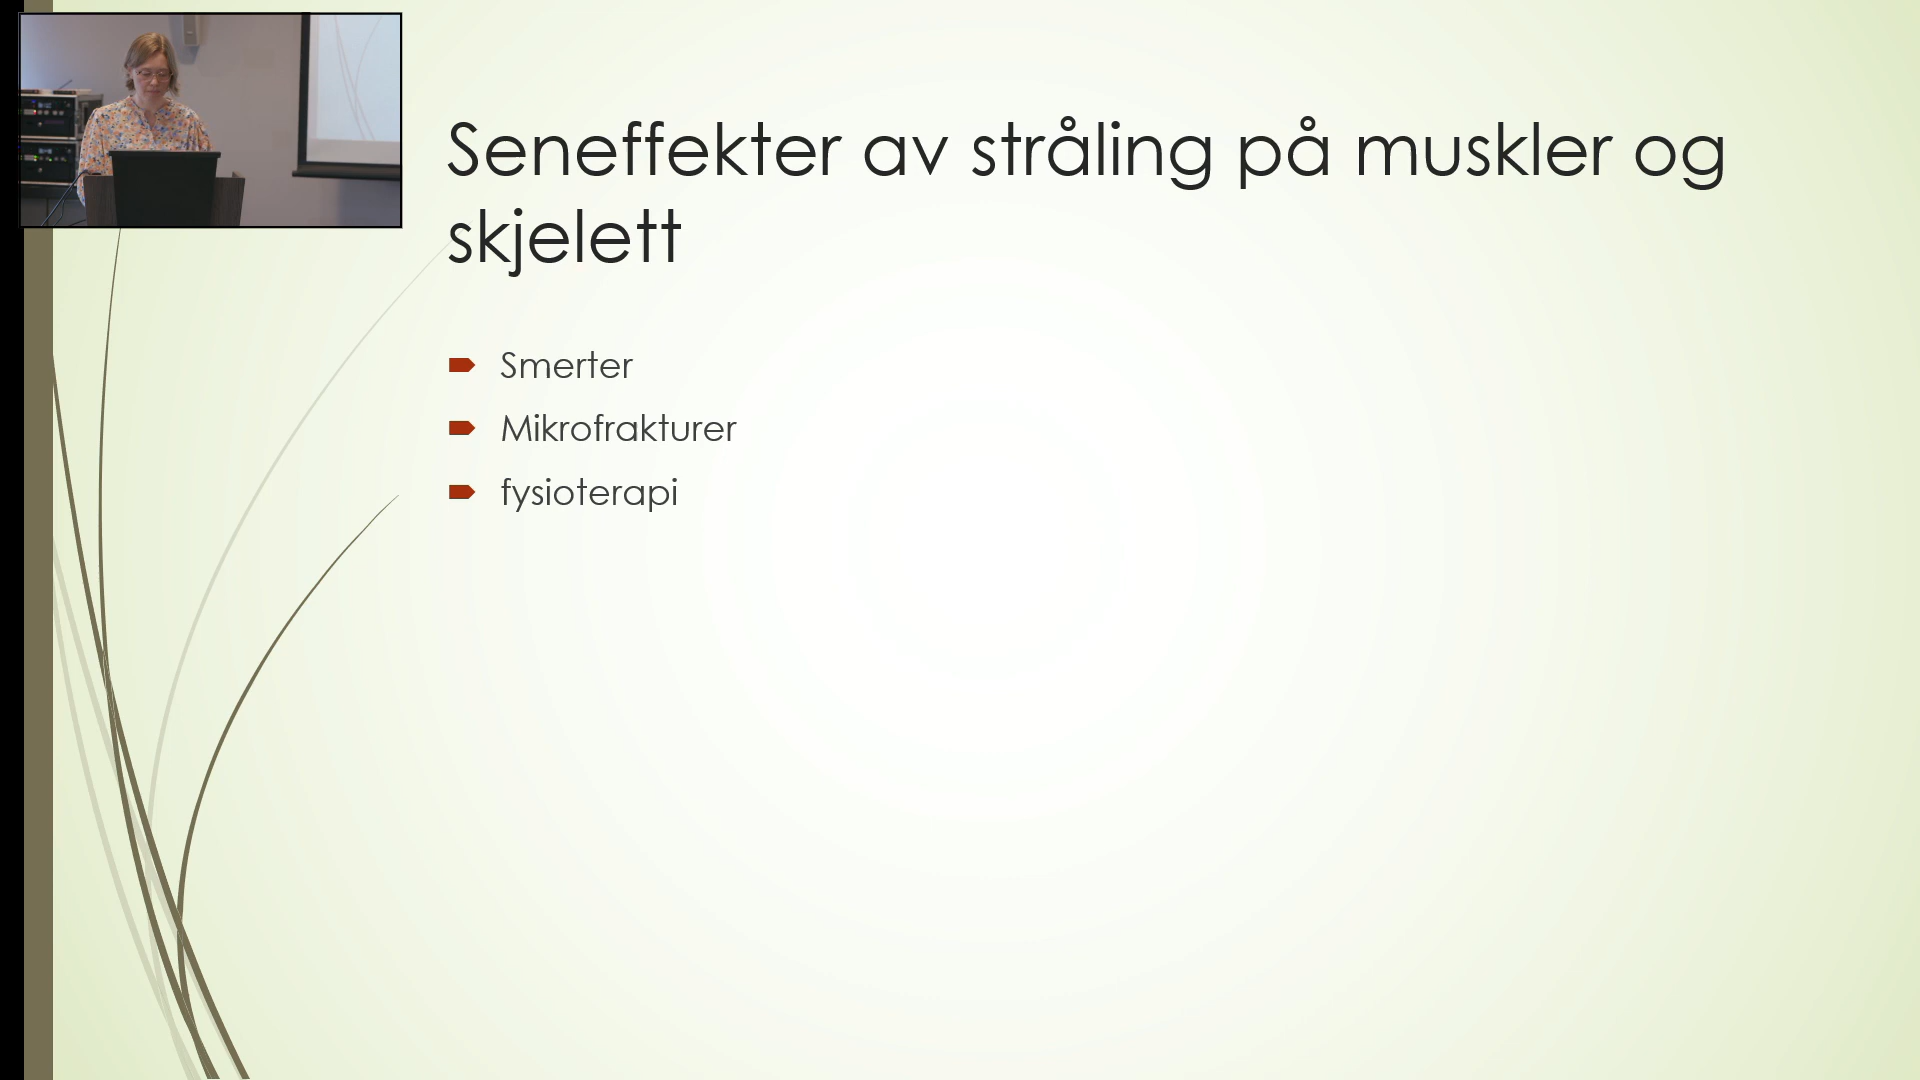 Seneffekter av stråling på muskler og
skjelett
Smerter
Mikrofrakturer
fysioterapi